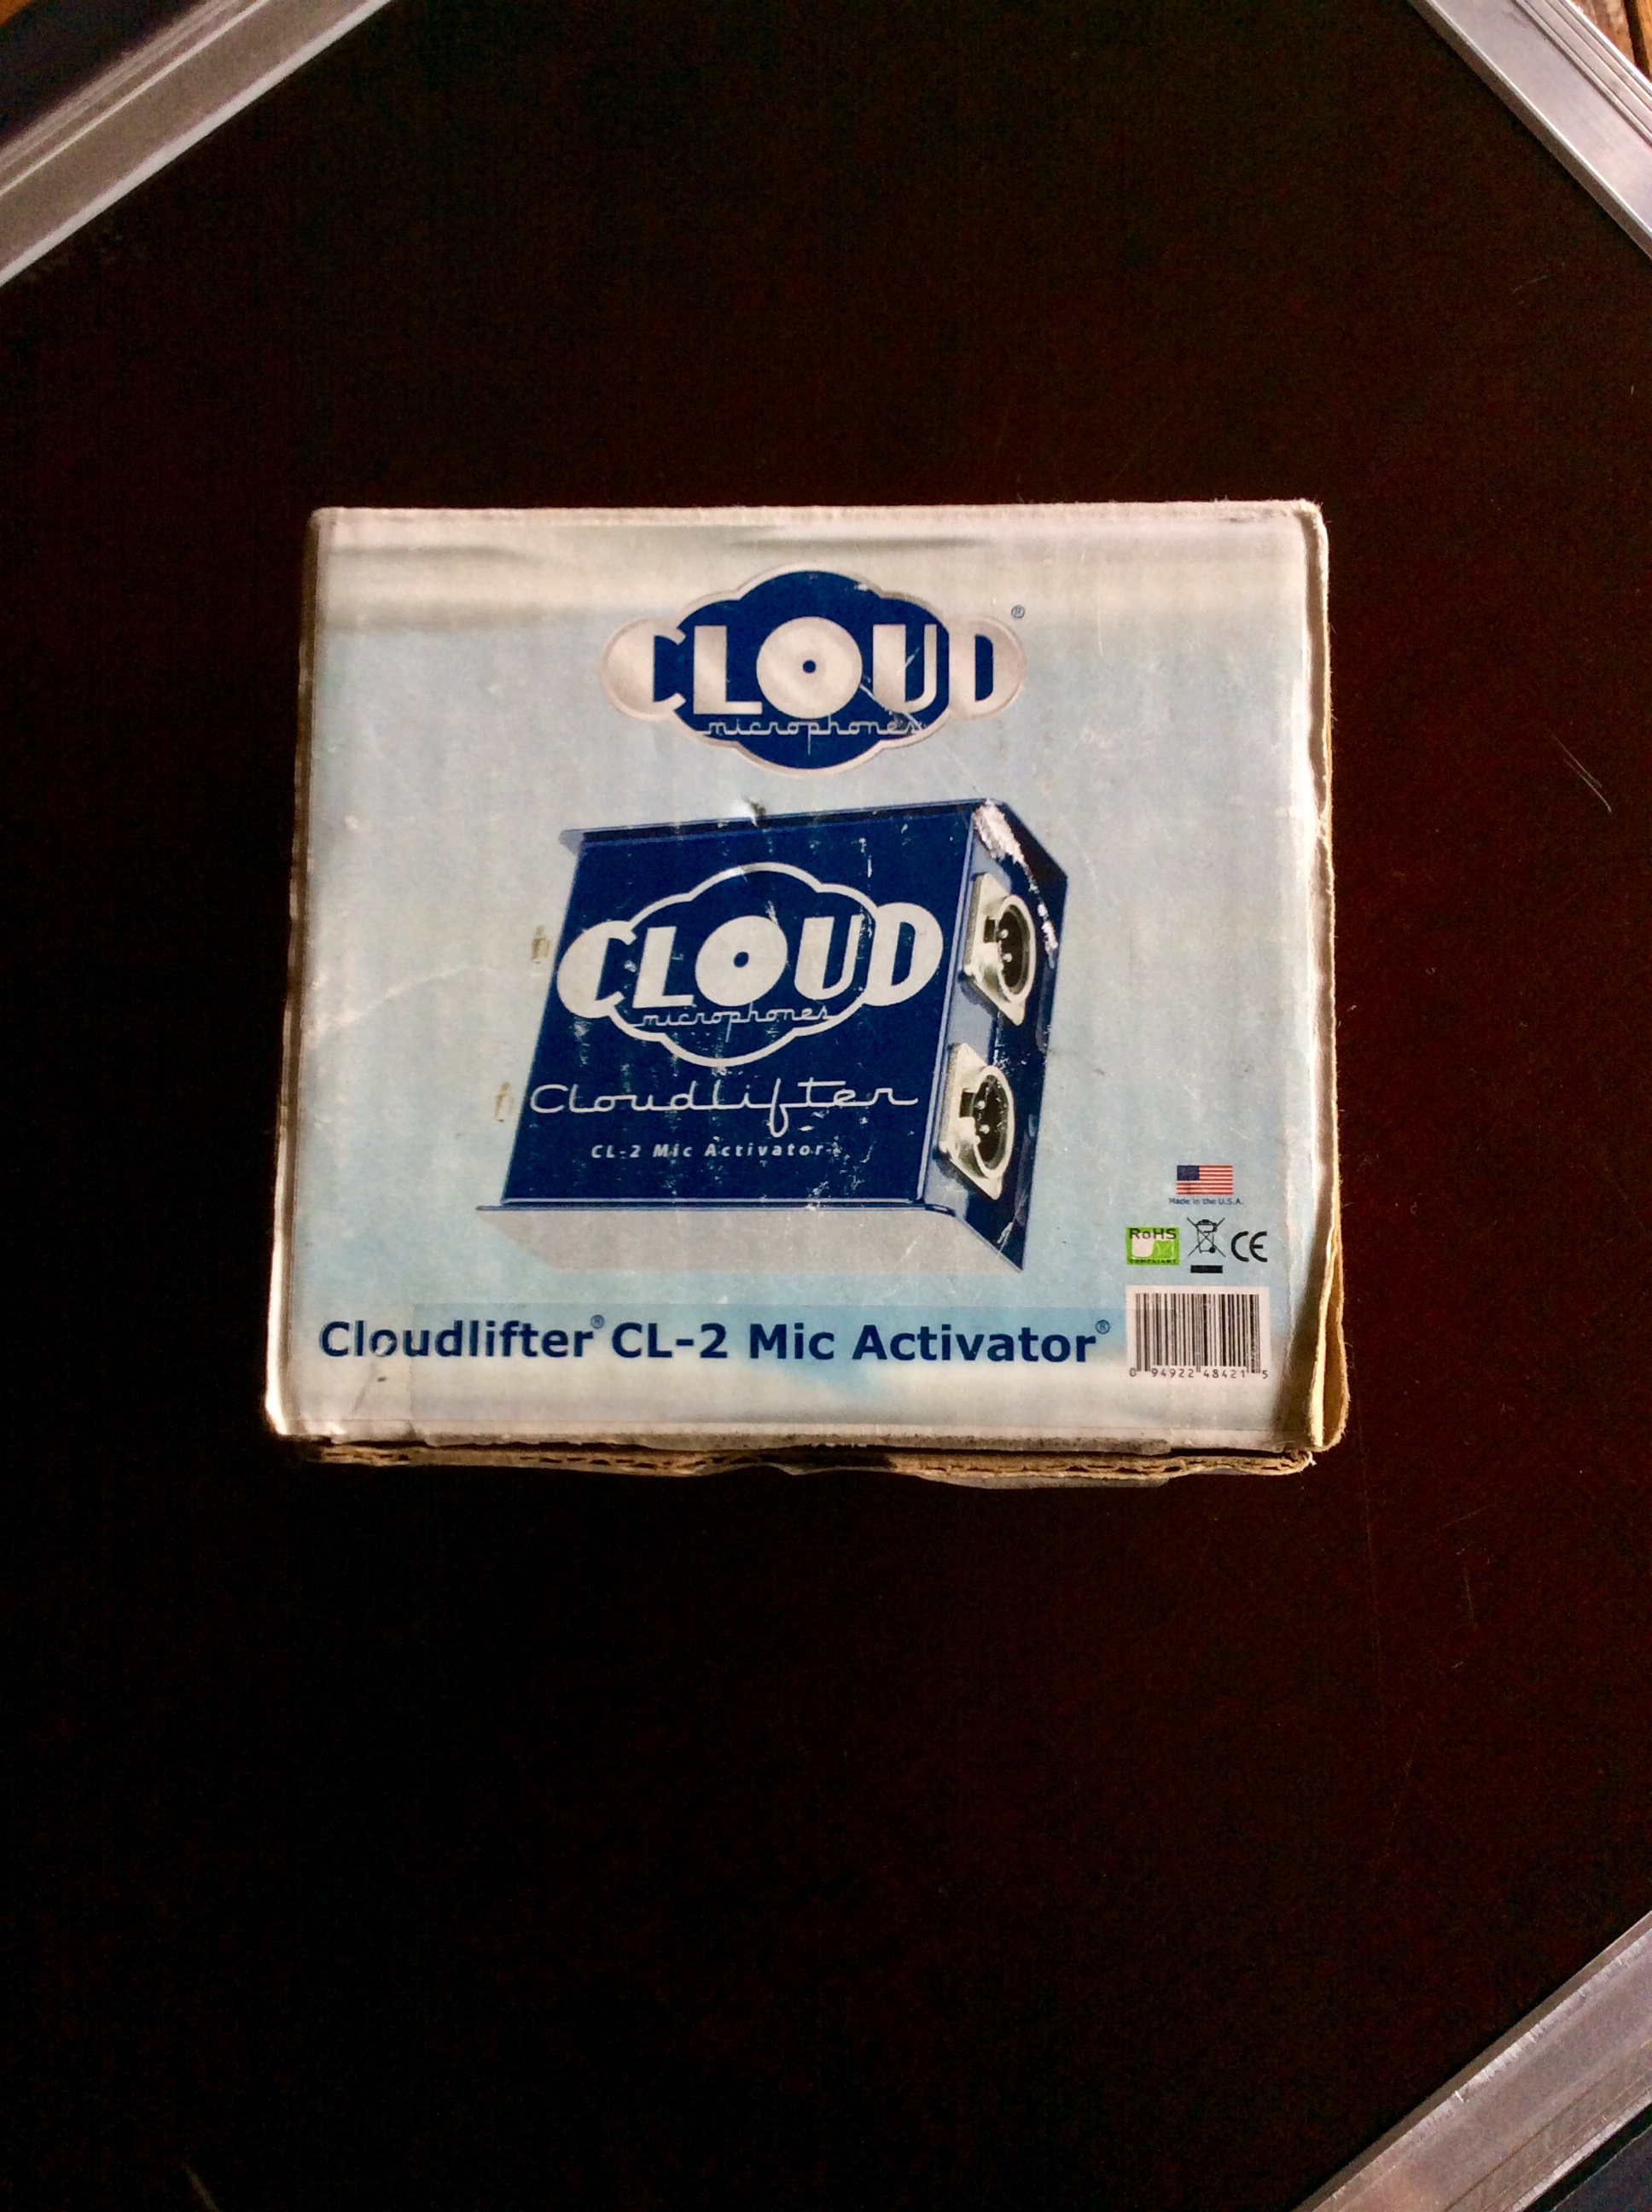 CLOUD®
microphones
CLOUD
microphones
Cloudlifter
CL-2 Mic Activator
Made in the U.S.A.
RoHS
COMPLIANT
CE
Cloudlifter® CL-2 Mic Activator®
0 94922 48421 5